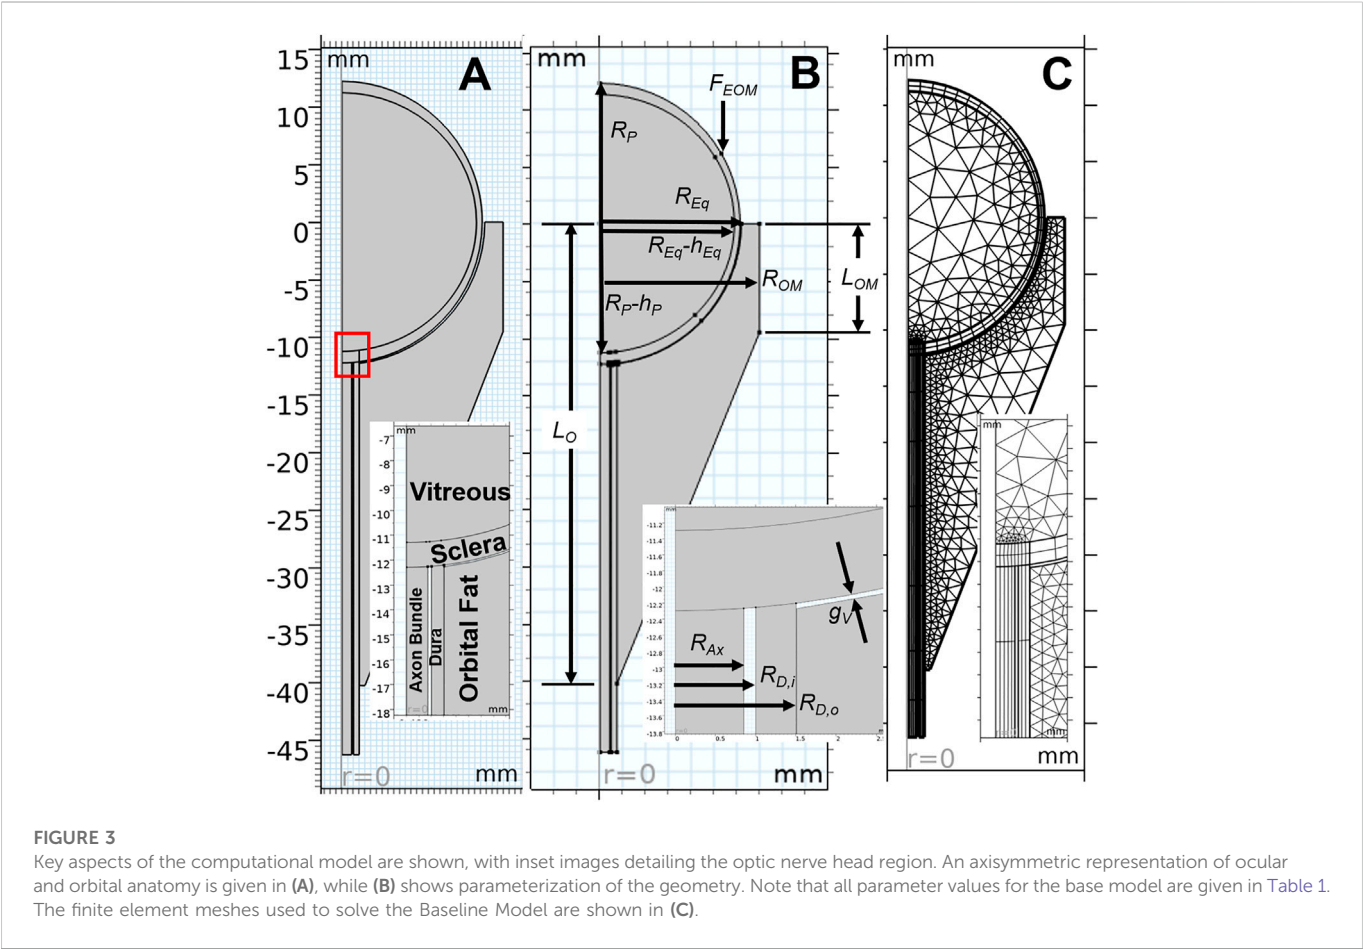 mm
A
15
10
5
0
-5
-10
-15
-20
-25
-30
-35
-40
-45
mm
-7
-8
-9
-10
-11
-12
-13
-14
-15
-16
-17
-18
Vitreous
Sclera
Axon Bundle
Dura
Orbital Fat
r=0
mm
r=0
mm
mm
B
F_EOM
R_P
R_Eq
R_Eq-h_Eq
R_OM
L_OM
R_P-h_P
L_O
mm
-11.2
-11.4
-11.6
-11.8
-12
-12.2
-12.4
-12.6
-12.8
-13
-13.2
-13.4
-13.6
-13.8
g_V
R_Ax
R_D,i
R_D,o
0 0.5 1 1.5 2 2.5
r=0
mm
mm
C
mm
mm
r=0
mm
FIGURE 3
Key aspects of the computational model are shown, with inset images detailing the optic nerve head region. An axisymmetric representation of ocular
and orbital anatomy is given in (A), while (B) shows parameterization of the geometry. Note that all parameter values for the base model are given in Table 1.
The finite element meshes used to solve the Baseline Model are shown in (C).